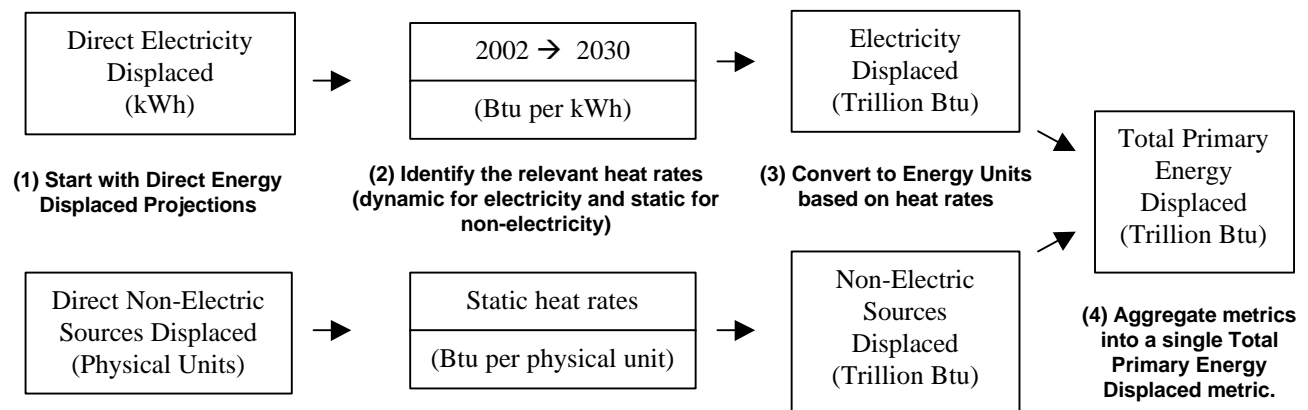 Direct Electricity
Displaced
(kWh)
2002 → 2030
(Btu per kWh)
Electricity
Displaced
(Trillion Btu)
Total Primary
Energy
Displaced
(Trillion Btu)
(1) Start with Direct Energy
Displaced Projections
(2) Identify the relevant heat rates
(dynamic for electricity and static for
non-electricity)
(3) Convert to Energy Units
based on heat rates
Direct Non-Electric
Sources Displaced
(Physical Units)
Static heat rates
(Btu per physical unit)
Non-Electric
Sources
Displaced
(Trillion Btu)
(4) Aggregate metrics
into a single Total
Primary Energy
Displaced metric.